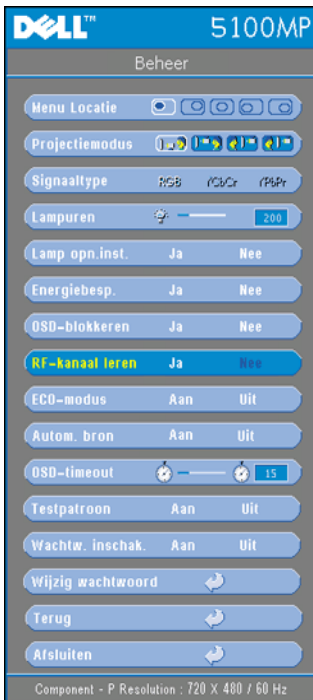 DELL™ 5100MP
Beheer
Menu Locatie
Projectiemodus
Signaaltype RGB YCbCr YPbPr
Lampuren 200
Lamp opn.inst. Ja Nee
Energiebesp. Ja Nee
OSD-blokkeren Ja Nee
RF-kanaal leren Ja Nee
ECO-modus Aan Uit
Autom. bron Aan Uit
OSD-timeout 15
Testpatroon Aan Uit
Wachtw. inschak. Aan Uit
Wijzig wachtwoord
Terug
Afsluiten
Component - P Resolution : 720 X 480 / 60 Hz